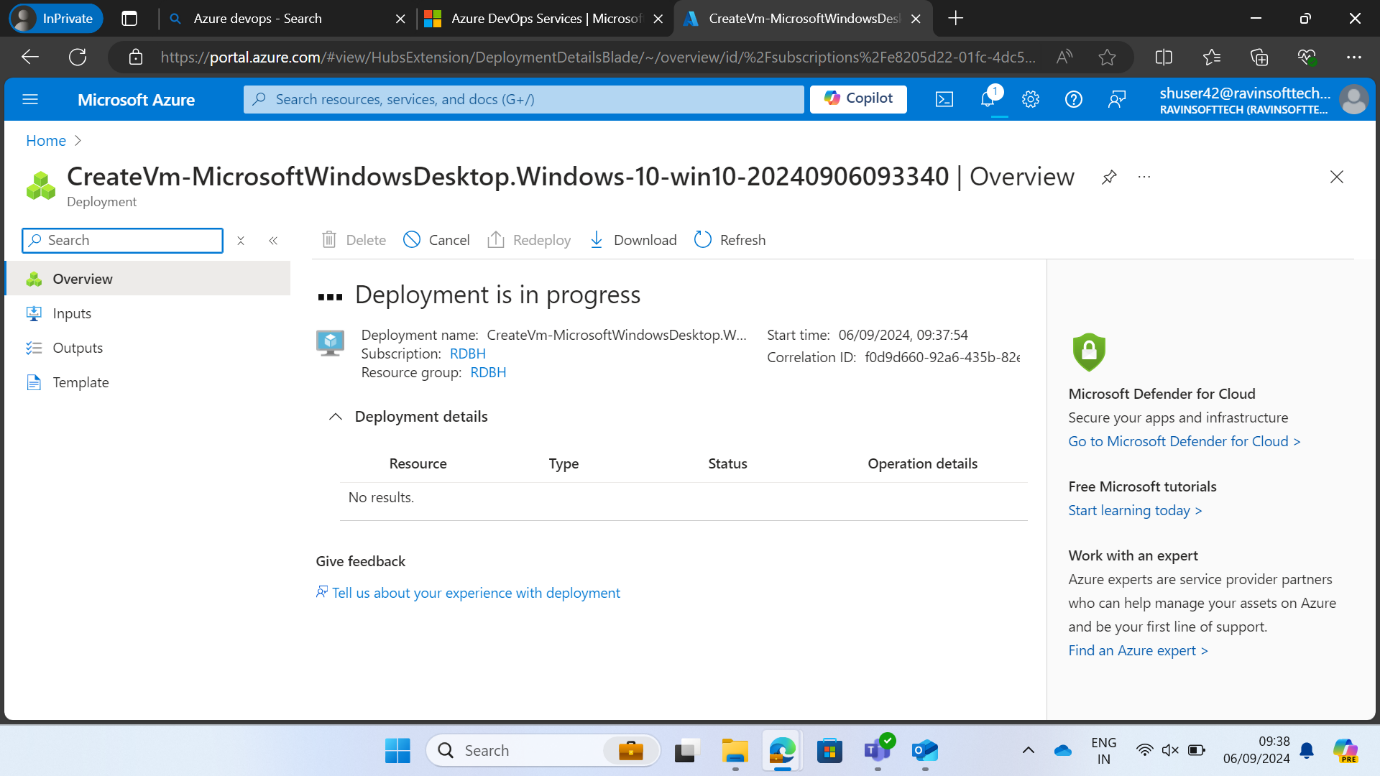 InPrivate
Azure devops - Search
Azure DevOps Services | Microsof
CreateVm-MicrosoftWindowsDesk
https://portal.azure.com/#view/HubsExtension/DeploymentDetailsBlade/~/overview/id/%2Fsubscriptions%2Fe8205d22-01fc-4dc5...
Microsoft Azure
Search resources, services, and docs (G+/)
Copilot
1
shuser42@ravinsofttech...
RAVINSOFTTECH (RAVINSOFTTE...
Home >
CreateVm-MicrosoftWindowsDesktop.Windows-10-win10-20240906093340 | Overview
Deployment
Search
Delete
Cancel
Redeploy
Download
Refresh
Overview
Inputs
Outputs
Template
Deployment is in progress
Deployment name: CreateVm-MicrosoftWindowsDesktop.W...
Subscription: RDBH
Resource group: RDBH
Start time: 06/09/2024, 09:37:54
Correlation ID: f0d9d660-92a6-435b-82e
Deployment details
Resource Type Status Operation details
No results.
Give feedback
Tell us about your experience with deployment
Microsoft Defender for Cloud
Secure your apps and infrastructure
Go to Microsoft Defender for Cloud >
Free Microsoft tutorials
Start learning today >
Work with an expert
Azure experts are service provider partners
who can help manage your assets on Azure
and be your first line of support.
Find an Azure expert >
Search
ENG
IN
09:38
06/09/2024
PRE